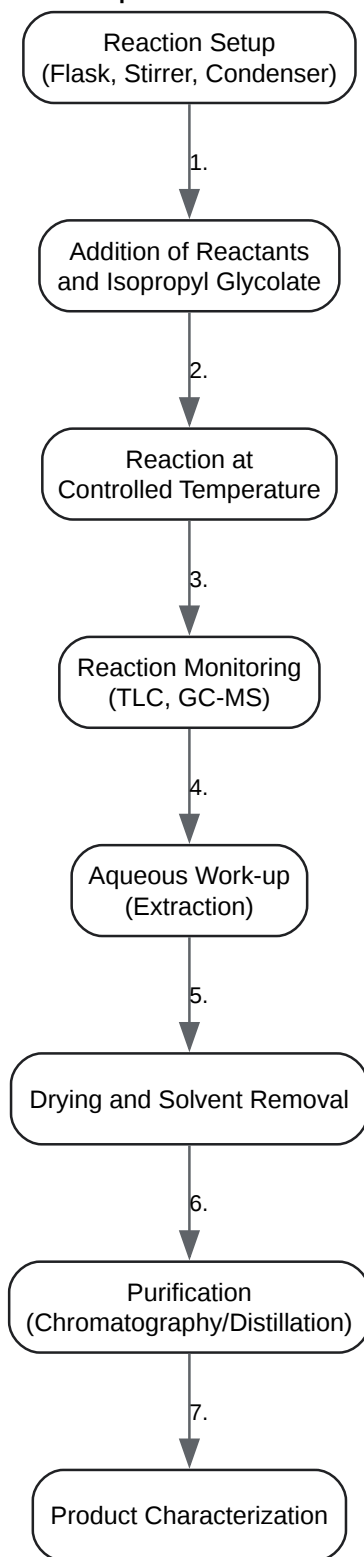 Reaction Setup
(Flask, Stirrer, Condenser)
1.
Addition of Reactants
and Isopropyl Glycolate
2.
Reaction at
Controlled Temperature
3.
Reaction Monitoring
(TLC, GC-MS)
4.
Aqueous Work-up
(Extraction)
5.
Drying and Solvent Removal
6.
Purification
(Chromatography/Distillation)
7.
Product Characterization